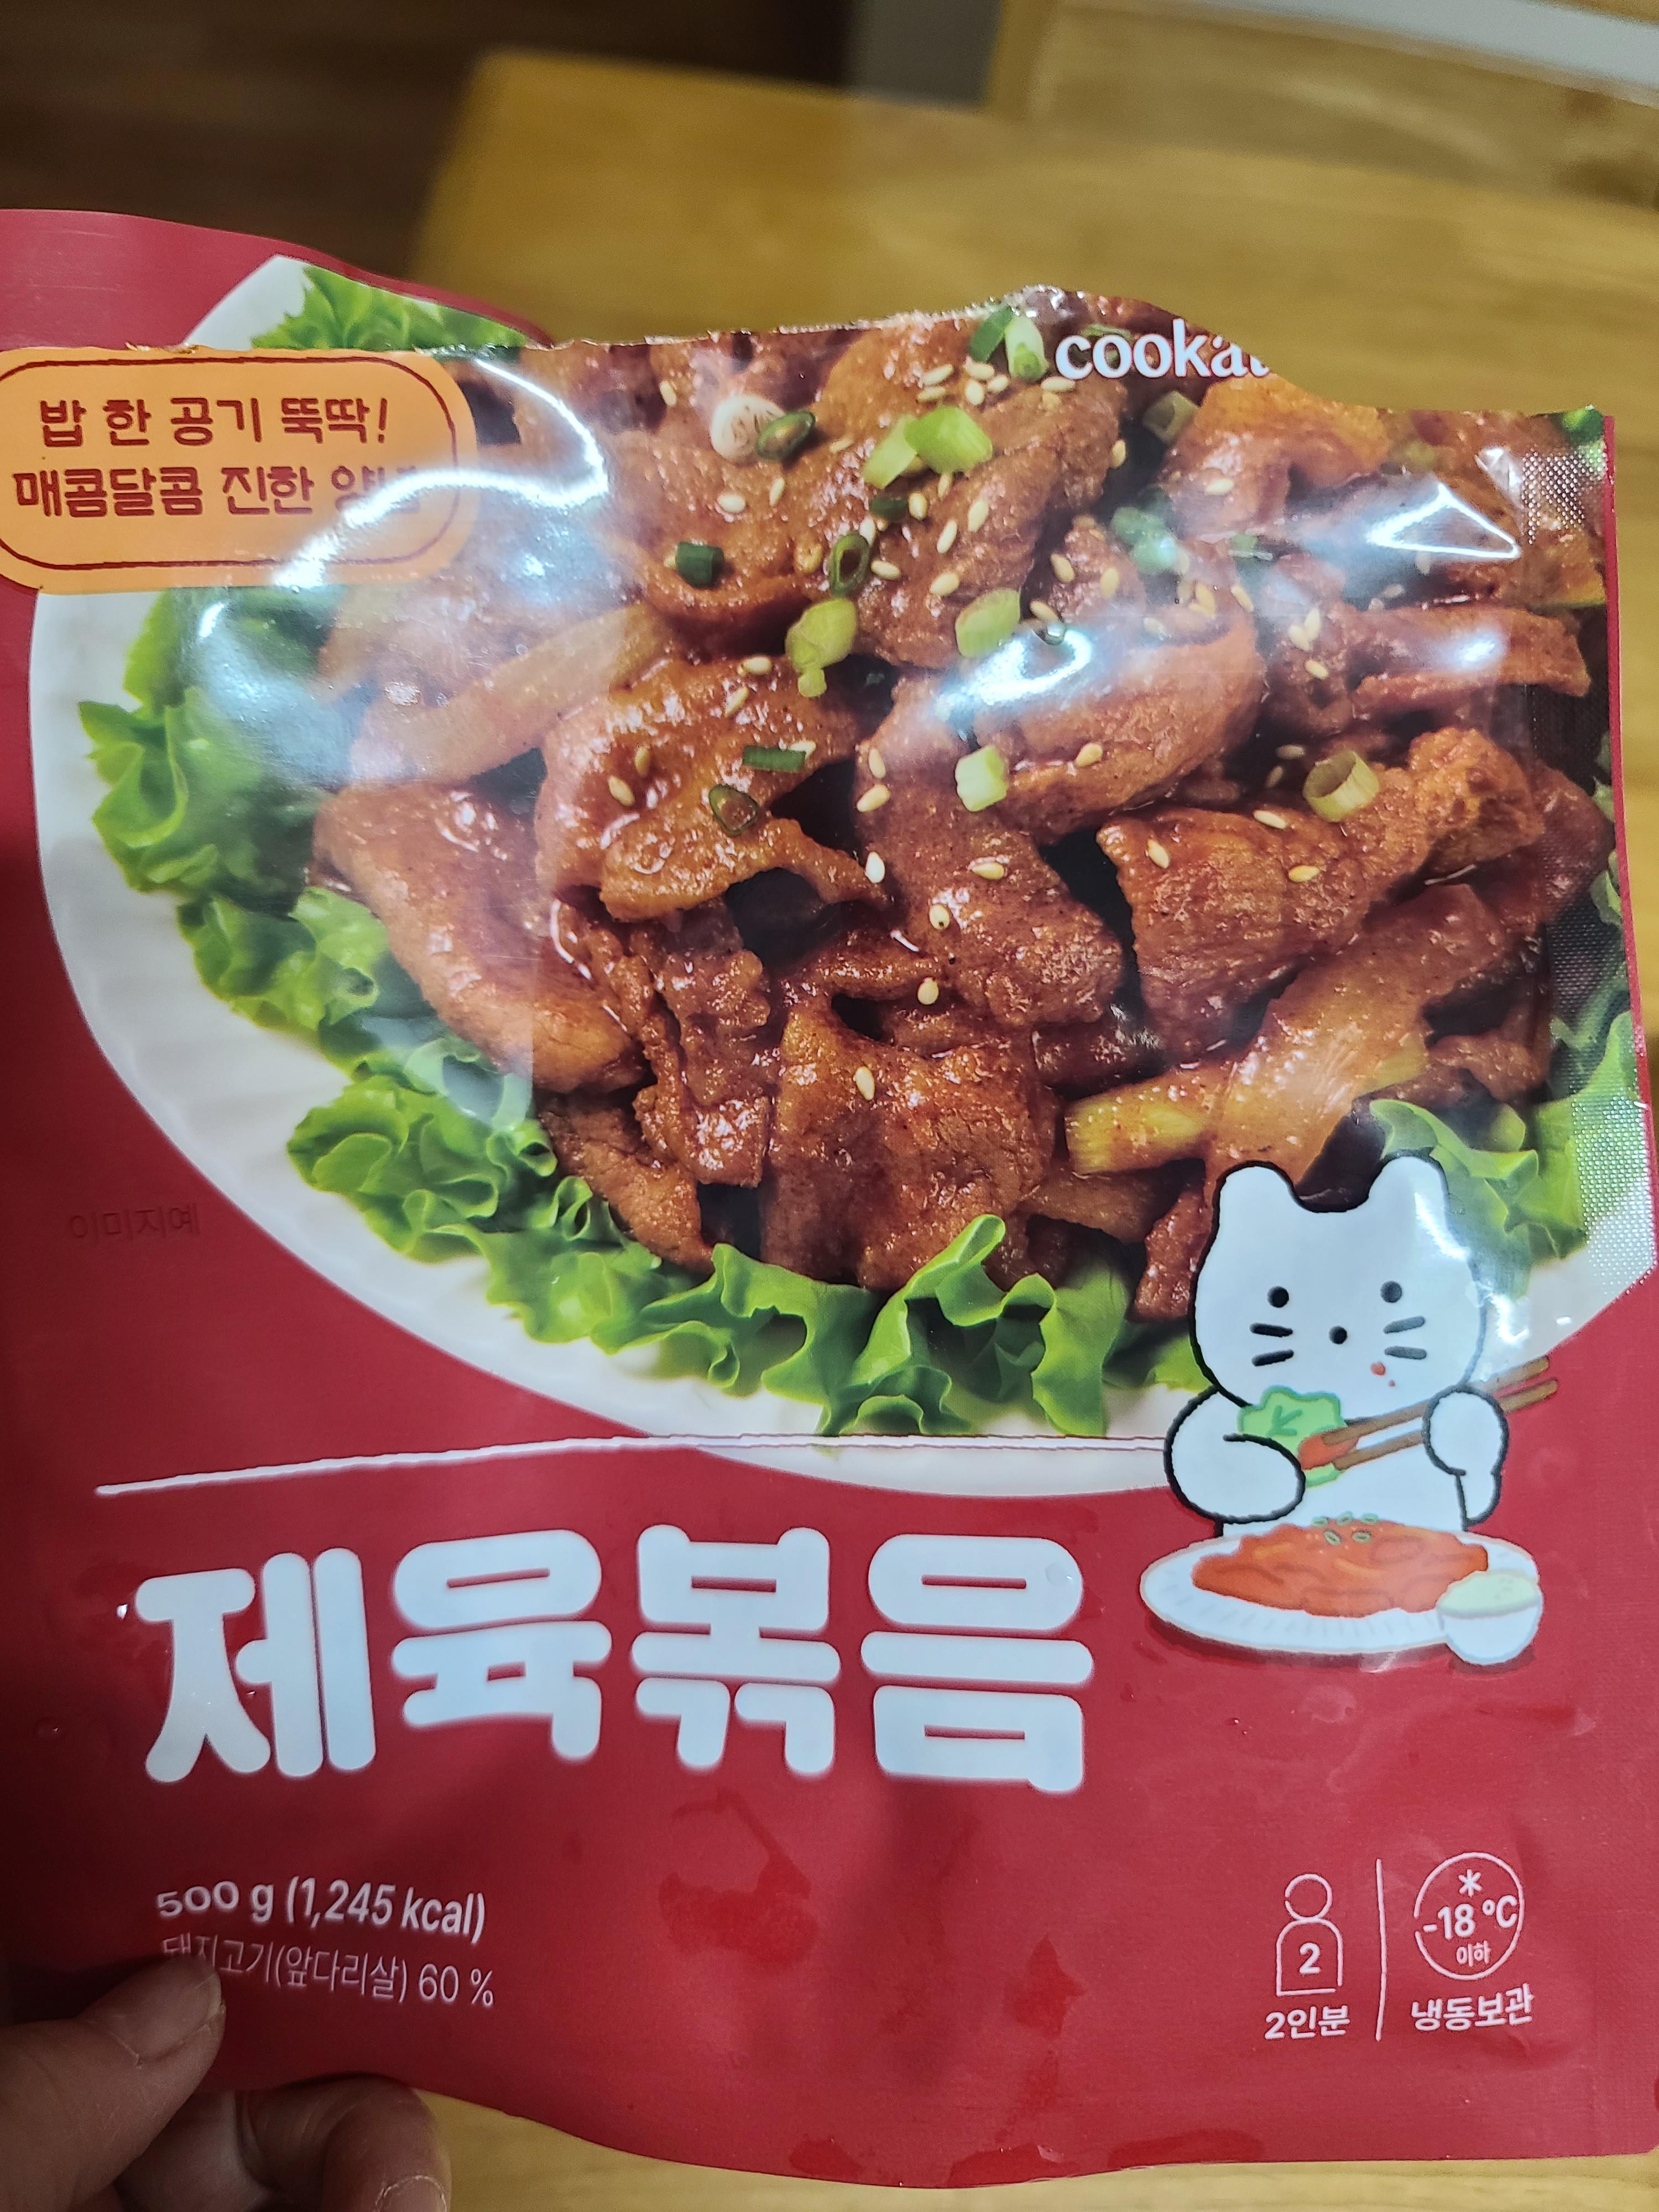 cookat
밥 한 공기 뚝딱!
매콤달콤 진한
이미지예
제육볶음
500 g (1,245 kcal)
돼지고기(앞다리살) 60 %
2
2인분
-18 °C
이하
냉동보관